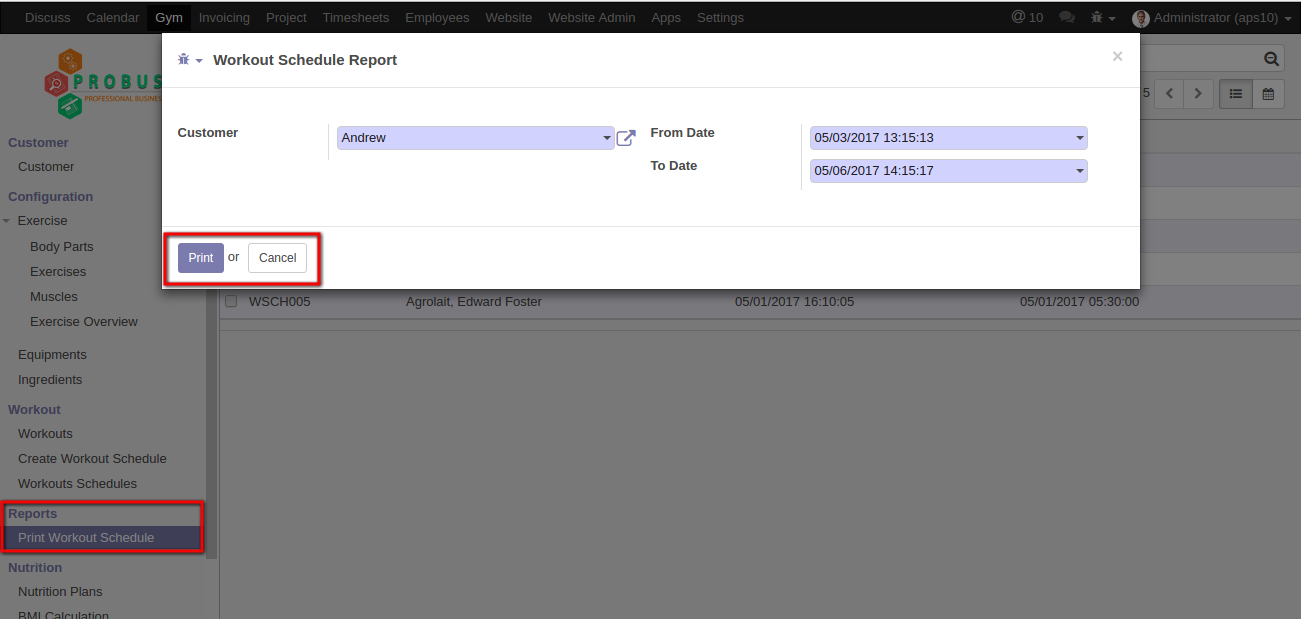 Discuss Calendar Gym Invoicing Project Timesheets Employees Website Website Admin Apps Settings @ 10 Administrator (aps10)
PROBUS
PROFESSIONAL BUSINES
Workout Schedule Report ×
Customer Andrew From Date 05/03/2017 13:15:13
To Date 05/06/2017 14:15:17
Print or Cancel
5
WSCH005 Agrolait, Edward Foster 05/01/2017 16:10:05 05/01/2017 05:30:00
Customer
Customer
Configuration
Exercise
Body Parts
Exercises
Muscles
Exercise Overview
Equipments
Ingredients
Workout
Workouts
Create Workout Schedule
Workouts Schedules
Reports
Print Workout Schedule
Nutrition
Nutrition Plans
BMI Calculation